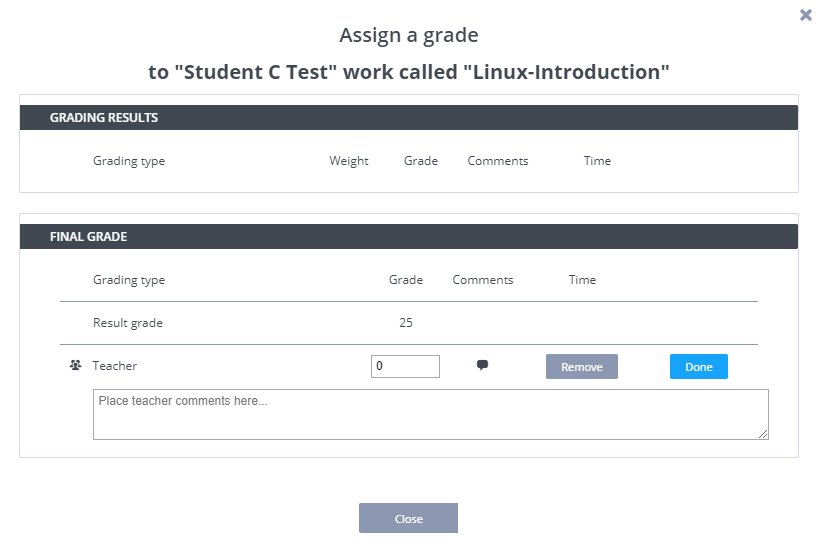 Assign a grade
to "Student C Test" work called "Linux-Introduction"
GRADING RESULTS
Grading type Weight Grade Comments Time
FINAL GRADE
Grading type Grade Comments Time
Result grade 25
Teacher 0 Remove Done
Place teacher comments here...
Close